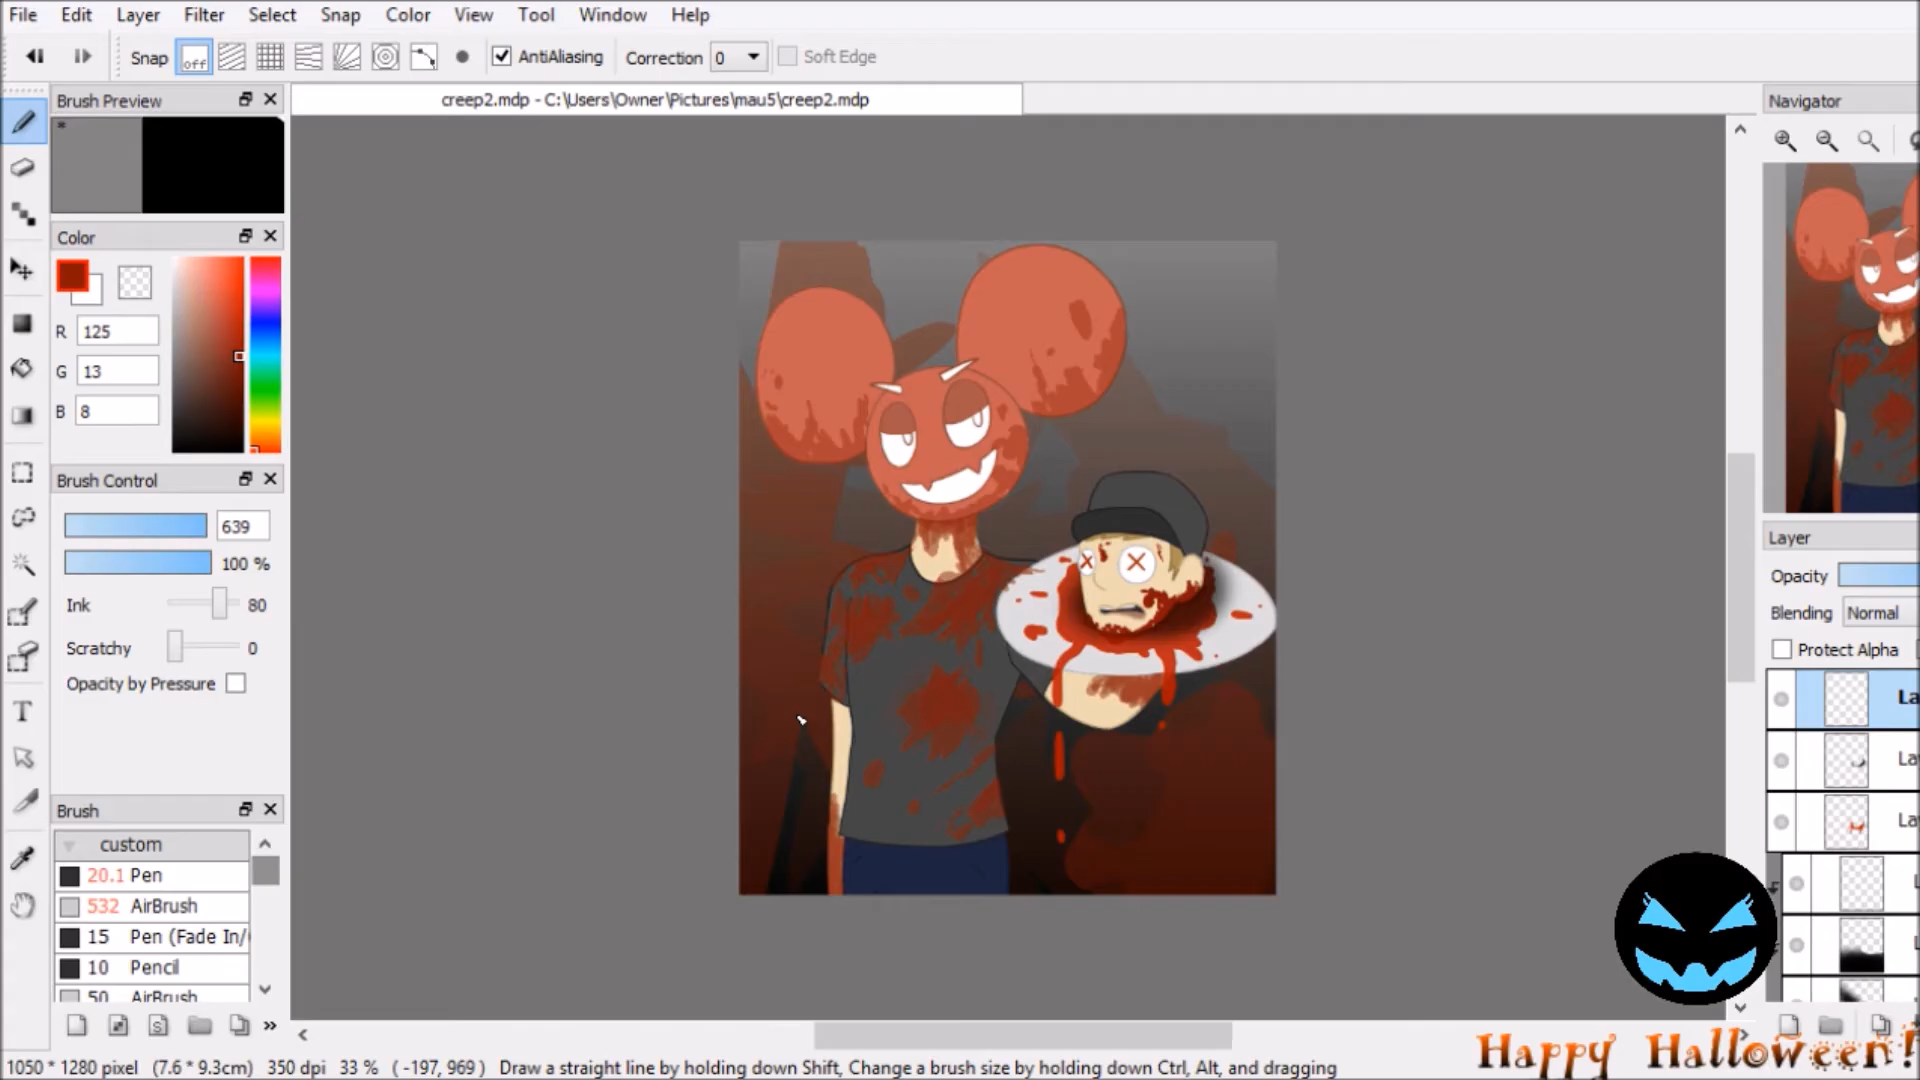 File Edit Layer Filter Select Snap Color View Tool Window Help
Snap off AntiAliasing Correction 0 Soft Edge
creep2.mdp - C:\Users\Owner\Pictures\mau5\creep2.mdp
Brush Preview
*
Color
R 125
G 13
B 8
Brush Control
639
100 %
Ink 80
Scratchy 0
Opacity by Pressure
Brush
custom
20.1 Pen
532 AirBrush
15 Pen (Fade In/
10 Pencil
50 AirBrush
S
T
Navigator
Layer
Opacity
Blending Normal
Protect Alpha
La
La
La
Happy Halloween!
1050 * 1280 pixel (7.6 * 9.3cm) 350 dpi 33 % ( -197, 969 ) Draw a straight line by holding down Shift, Change a brush size by holding down Ctrl, Alt, and dragging